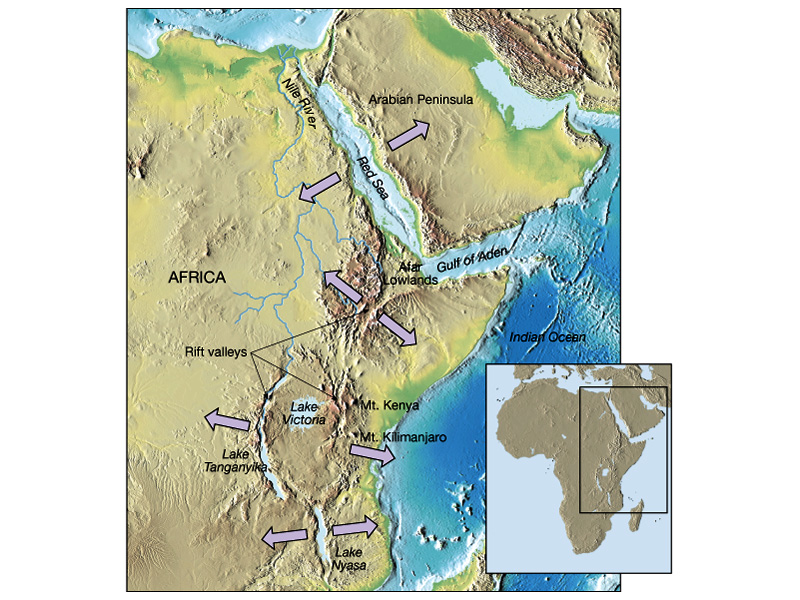 Arabian Peninsula
Nile River
Red Sea
Gulf of Aden
Afar
Lowlands
AFRICA
Indian Ocean
Rift valleys
Lake
Victoria
Mt. Kenya
Mt. Kilimanjaro
Lake
Tanganyika
Lake
Nyasa